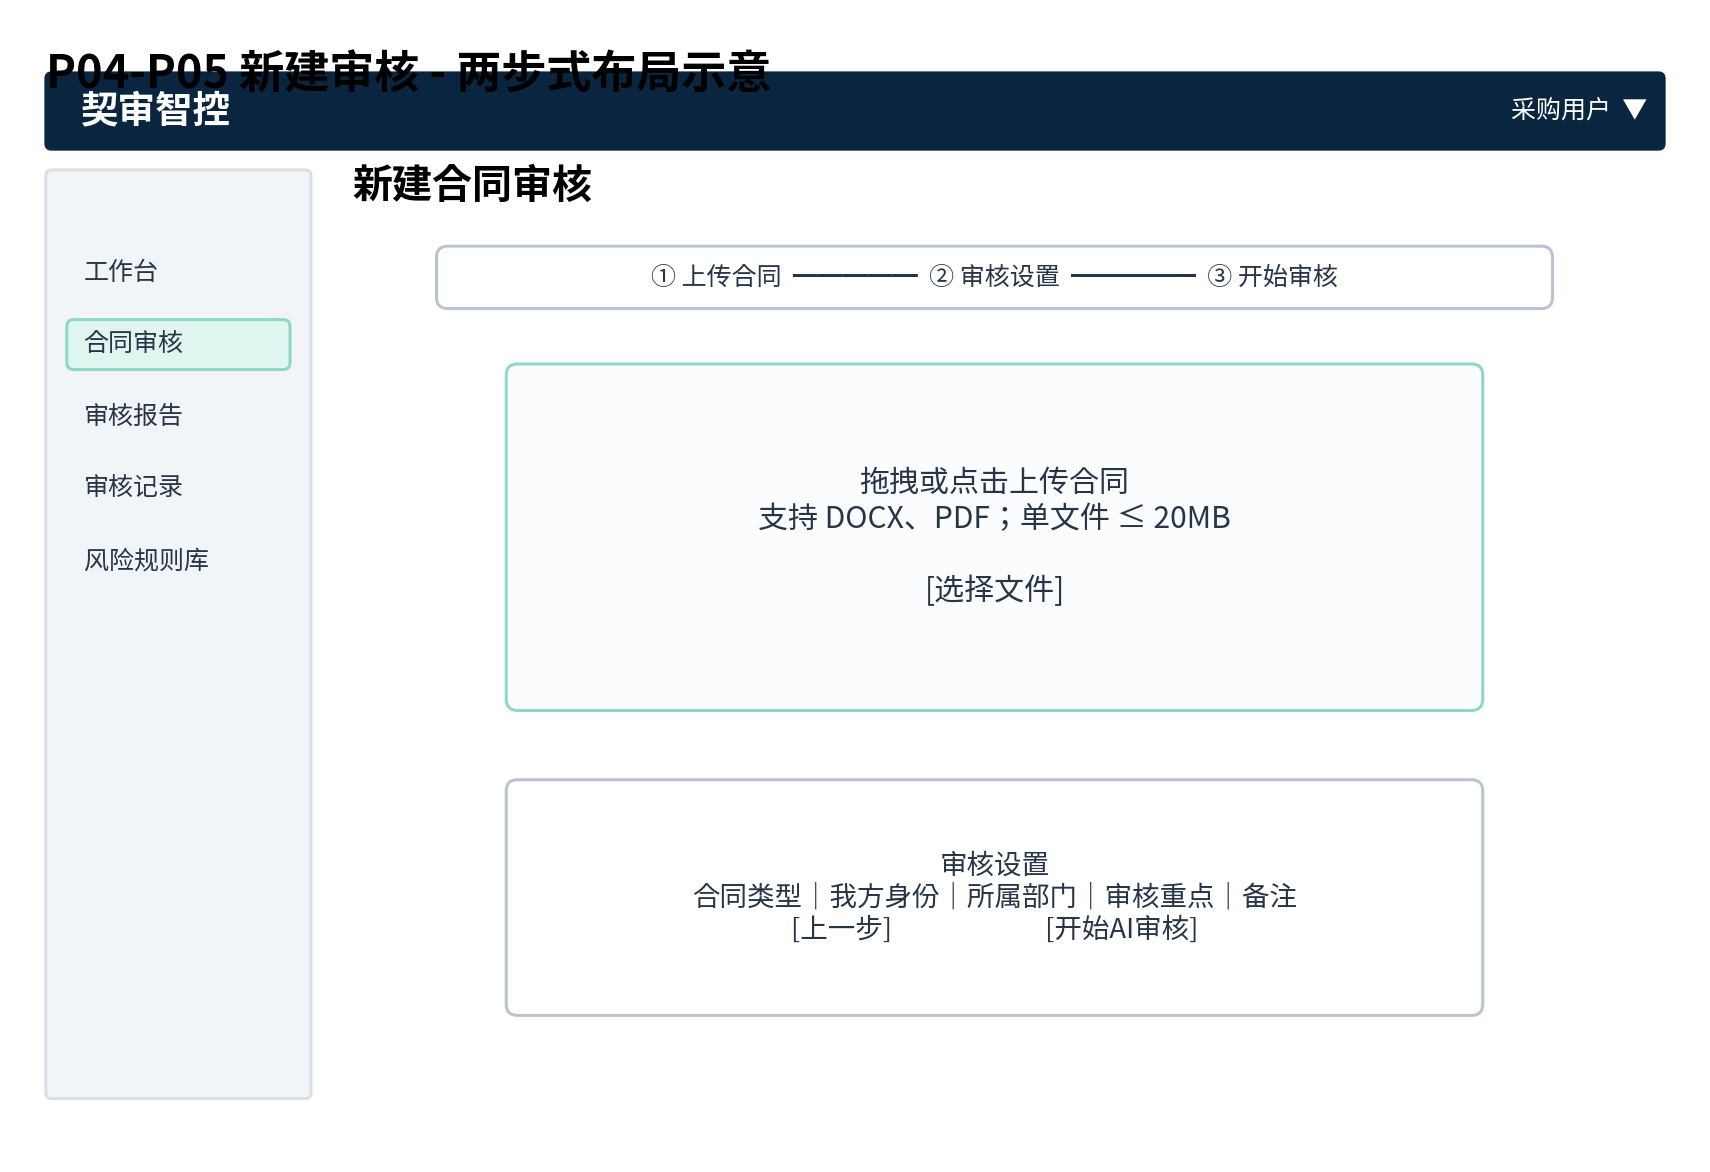 P04-P05 新建审核 - 两步式布局示意
契审智控
采购用户 ▼
新建合同审核
工作台
合同审核
审核报告
审核记录
风险规则库
① 上传合同 ───── ② 审核设置 ───── ③ 开始审核
拖拽或点击上传合同
支持 DOCX、PDF；单文件 ≤ 20MB
[选择文件]
审核设置
合同类型｜我方身份｜所属部门｜审核重点｜备注
[上一步] [开始AI审核]